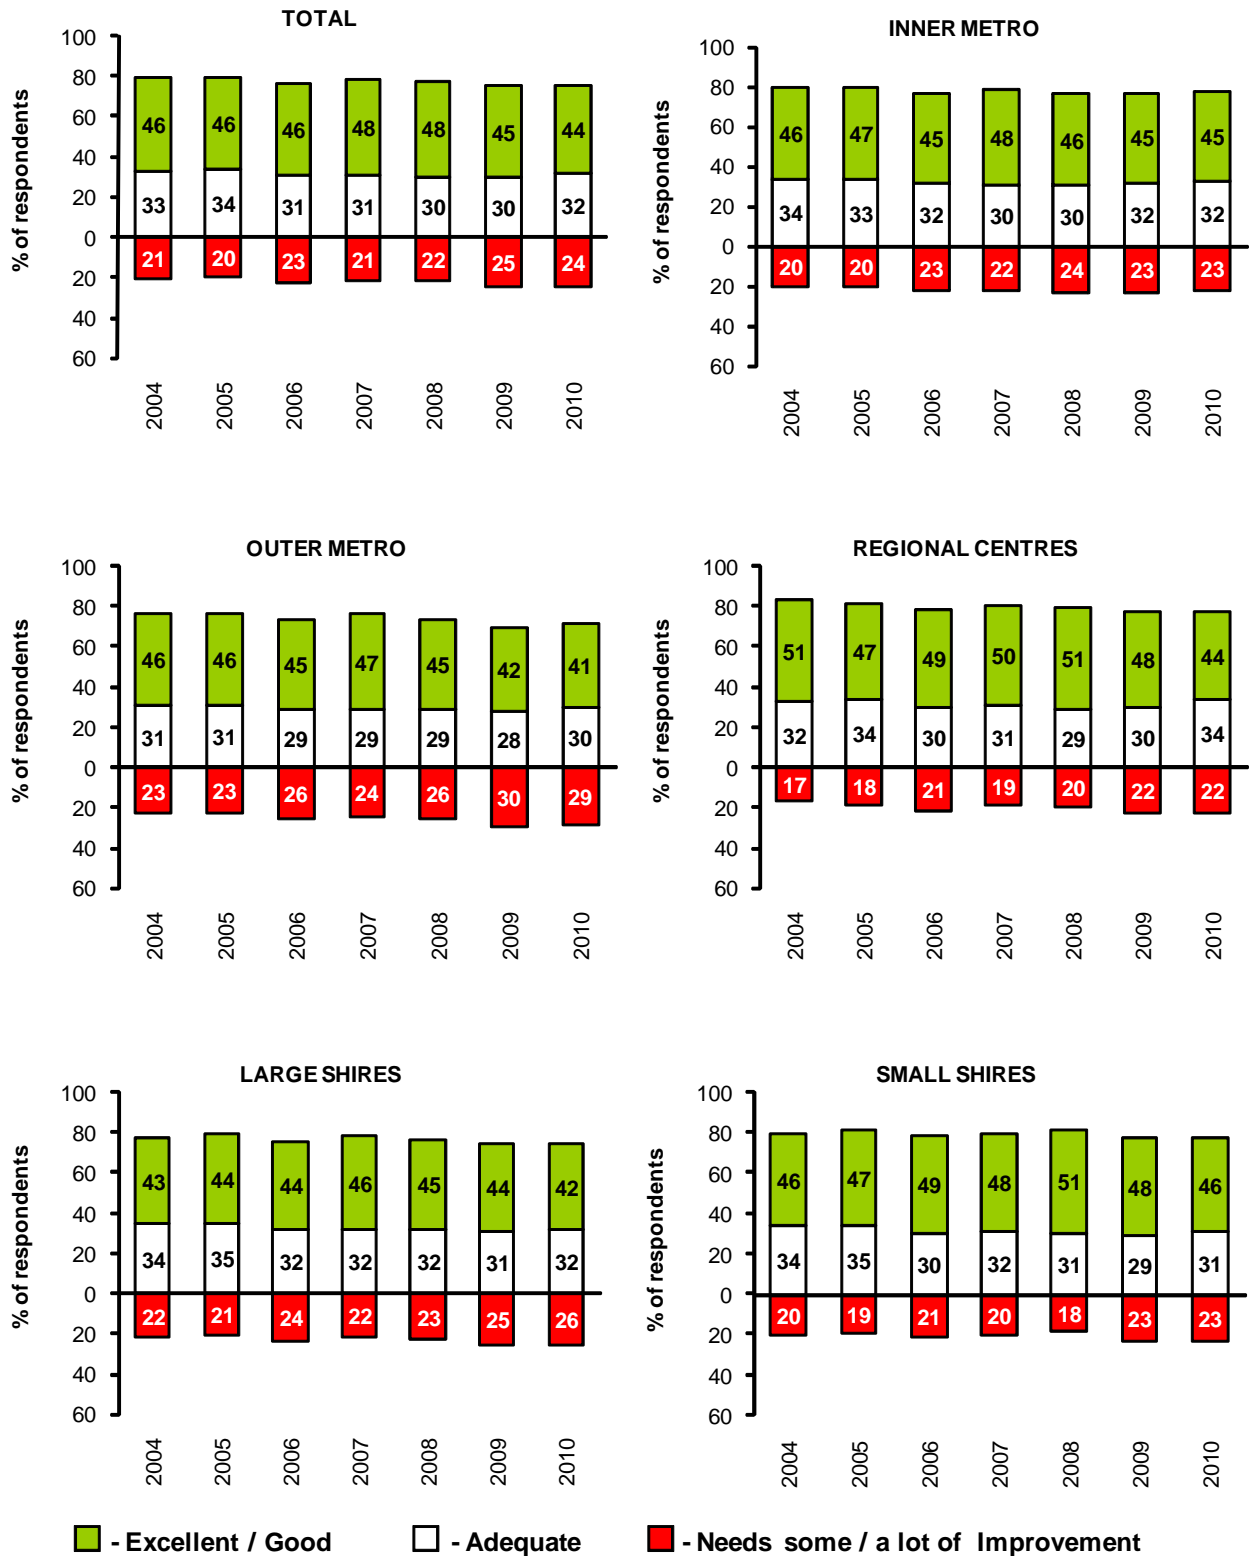 TOTAL
% of respondents
100
80
60
40
20
0
20
40
60
46 46 46 48 48 45 44
33 34 31 31 30 30 32
21 20 23 21 22 25 24
2004 2005 2006 2007 2008 2009 2010
INNER METRO
% of respondents
100
80
60
40
20
0
20
40
60
46 47 45 48 46 45 45
34 33 32 30 30 32 32
20 20 23 22 24 23 23
2004 2005 2006 2007 2008 2009 2010
OUTER METRO
% of respondents
100
80
60
40
20
0
20
40
60
46 46 45 47 45 42 41
31 31 29 29 29 28 30
23 23 26 24 26 30 29
2004 2005 2006 2007 2008 2009 2010
REGIONAL CENTRES
% of respondents
100
80
60
40
20
0
20
40
60
51 47 49 50 51 48 44
32 34 30 31 29 30 34
17 18 21 19 20 22 22
2004 2005 2006 2007 2008 2009 2010
LARGE SHIRES
% of respondents
100
80
60
40
20
0
20
40
60
43 44 44 46 45 44 42
34 35 32 32 32 31 32
22 21 24 22 23 25 26
2004 2005 2006 2007 2008 2009 2010
SMALL SHIRES
% of respondents
100
80
60
40
20
0
20
40
60
46 47 49 48 51 48 46
34 35 30 32 31 29 31
20 19 21 20 18 23 23
2004 2005 2006 2007 2008 2009 2010
- Excellent / Good - Adequate - Needs some / a lot of Improvement